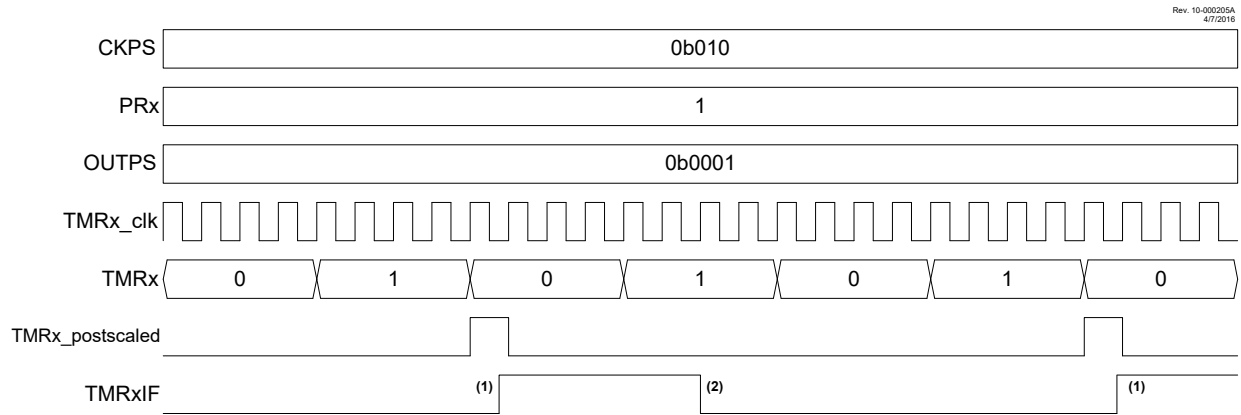 Rev. 10-000205A
4/7/2016
CKPS 0b010
PRx 1
OUTPS 0b0001
TMRx_clk
TMRx 0 1 0 1 0 1 0
TMRx_postscaled
TMRxIF (1) (2) (1)